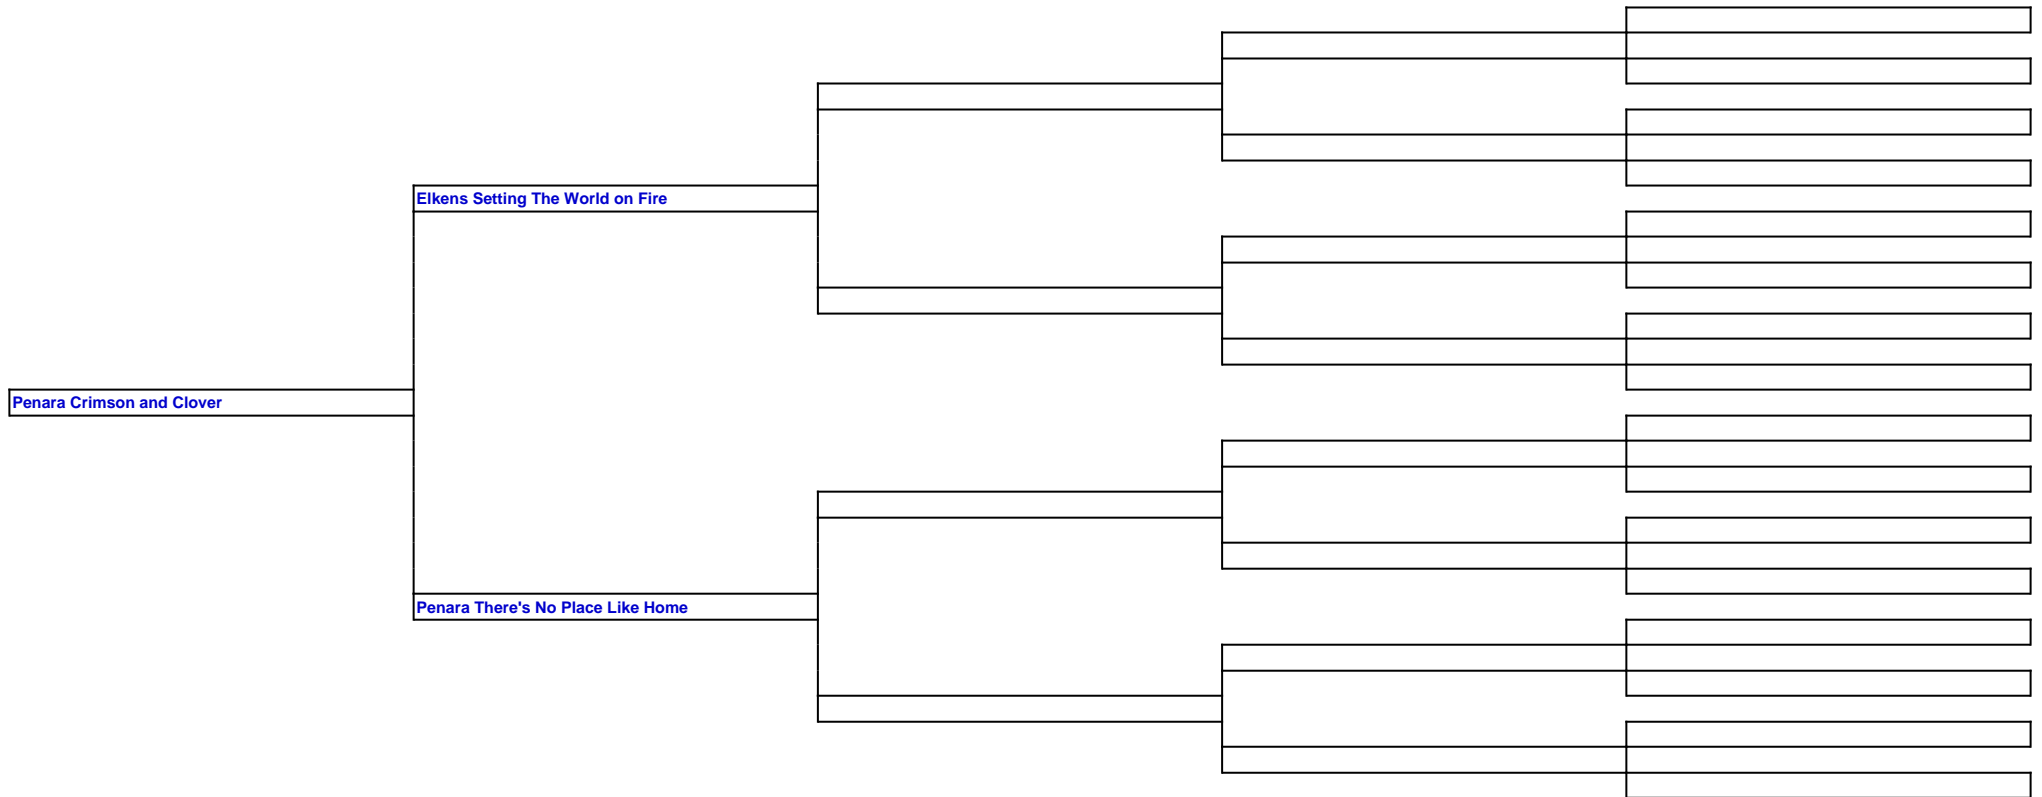 Elkens Setting The World on Fire
Penara Crimson and Clover
Penara There's No Place Like Home